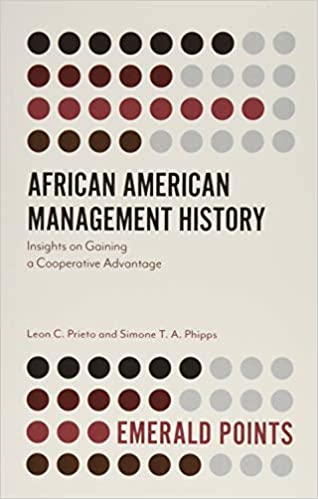 AFRICAN AMERICAN
MANAGEMENT HISTORY
Insights on Gaining
a Cooperative Advantage
Leon C. Prieto and Simone T. A. Phipps
EMERALD POINTS